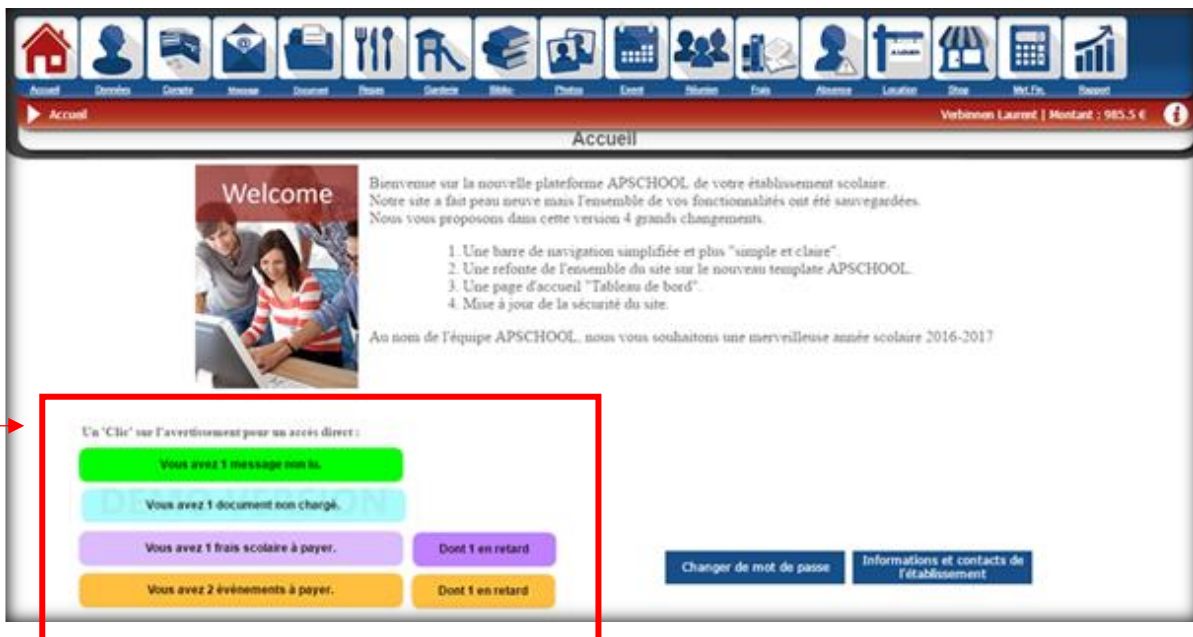 Accueil Données Compte Message Document Repas Garderie Biblio Photos Event Réunion Frais Absence Location Shop Mvt.Fin. Rapport
A LOUER
Accueil
Verbinnen Laurent | Montant : 985.5 €
Accueil
Welcome
Bienvenue sur la nouvelle plateforme APSCHOOL de votre établissement scolaire.
Notre site a fait peau neuve mais l'ensemble de vos fonctionnalités ont été sauvegardées.
Nous vous proposons dans cette version 4 grands changements.
1. Une barre de navigation simplifiée et plus "simple et claire".
2. Une refonte de l'ensemble du site sur le nouveau template APSCHOOL.
3. Une page d'accueil "Tableau de bord".
4. Mise à jour de la sécurité du site.
Au nom de l'équipe APSCHOOL, nous vous souhaitons une merveilleuse année scolaire 2016-2017
Un 'Clic' sur l'avertissement pour un accès direct :
Vous avez 1 message non lu.
DEMO VERSION
Vous avez 1 document non chargé.
Vous avez 1 frais scolaire à payer.
Dont 1 en retard
Vous avez 2 événements à payer.
Dont 1 en retard
Changer de mot de passe
Informations et contacts de
l'établissement